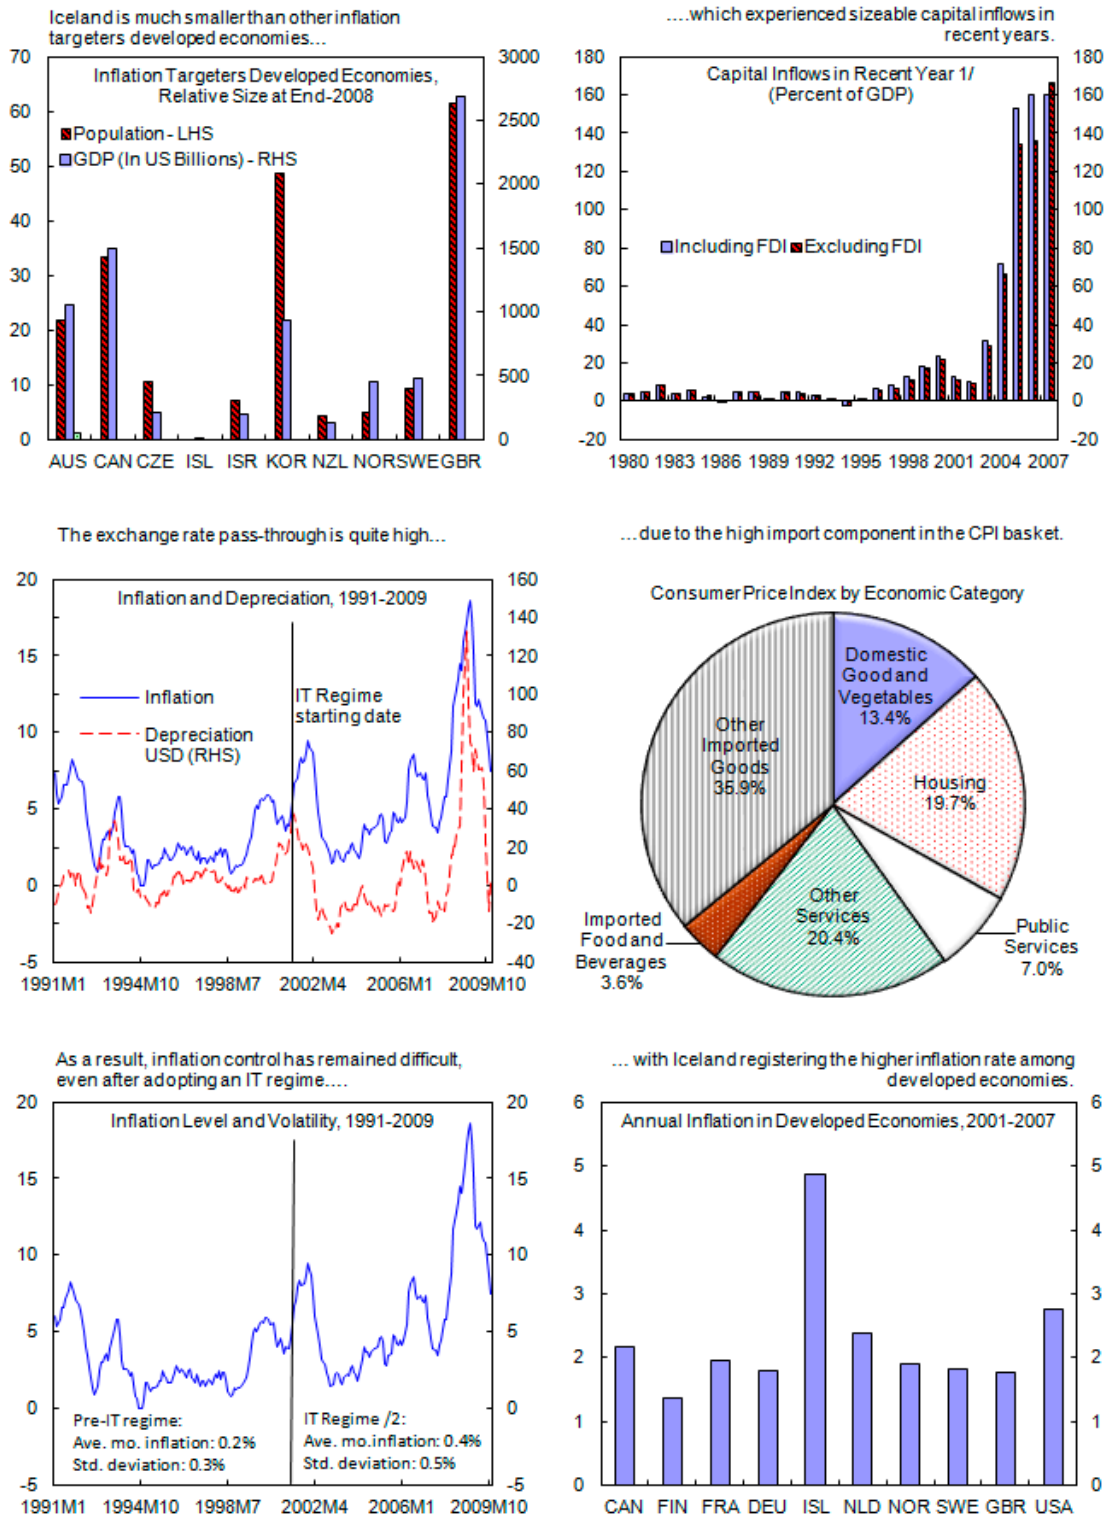 Iceland is much smaller than other inflation
targeters developed economies...
70
60
50
40
30
20
10
0
3000
2500
2000
1500
1000
500
0
Inflation Targeters Developed Economies,
Relative Size at End-2008
Population - LHS
GDP (In US Billions) - RHS
AUS CAN CZE ISL ISR KOR NZL NOR SWE GBR
....which experienced sizeable capital inflows in
recent years.
180
160
140
120
100
80
60
40
20
0
-20
180
160
140
120
100
80
60
40
20
0
-20
Capital Inflows in Recent Year 1/
(Percent of GDP)
Including FDI Excluding FDI
1980 1983 1986 1989 1992 1995 1998 2001 2004 2007
The exchange rate pass-through is quite high...
20
15
10
5
0
-5
160
140
120
100
80
60
40
20
0
-20
-40
Inflation and Depreciation, 1991-2009
Inflation
Depreciation
USD (RHS)
IT Regime
starting date
1991M1 1994M10 1998M7 2002M4 2006M1 2009M10
...due to the high import component in the CPI basket.
Consumer Price Index by Economic Category
Domestic
Good and
Vegetables
13.4%
Housing
19.7%
Public
Services
7.0%
Other
Services
20.4%
Imported
Food and
Beverages
3.6%
Other
Imported
Goods
35.9%
As a result, inflation control has remained difficult,
even after adopting an IT regime....
20
15
10
5
0
-5
20
15
10
5
0
-5
Inflation Level and Volatility, 1991-2009
Pre-IT regime:
Ave. mo. inflation: 0.2%
Std. deviation: 0.3%
IT Regime /2:
Ave. mo.inflation: 0.4%
Std. deviation: 0.5%
1991M1 1994M10 1998M7 2002M4 2006M1 2009M10
... with Iceland registering the higher inflation rate among
developed economies.
6
5
4
3
2
1
0
6
5
4
3
2
1
0
Annual Inflation in Developed Economies, 2001-2007
CAN FIN FRA DEU ISL NLD NOR SWE GBR USA